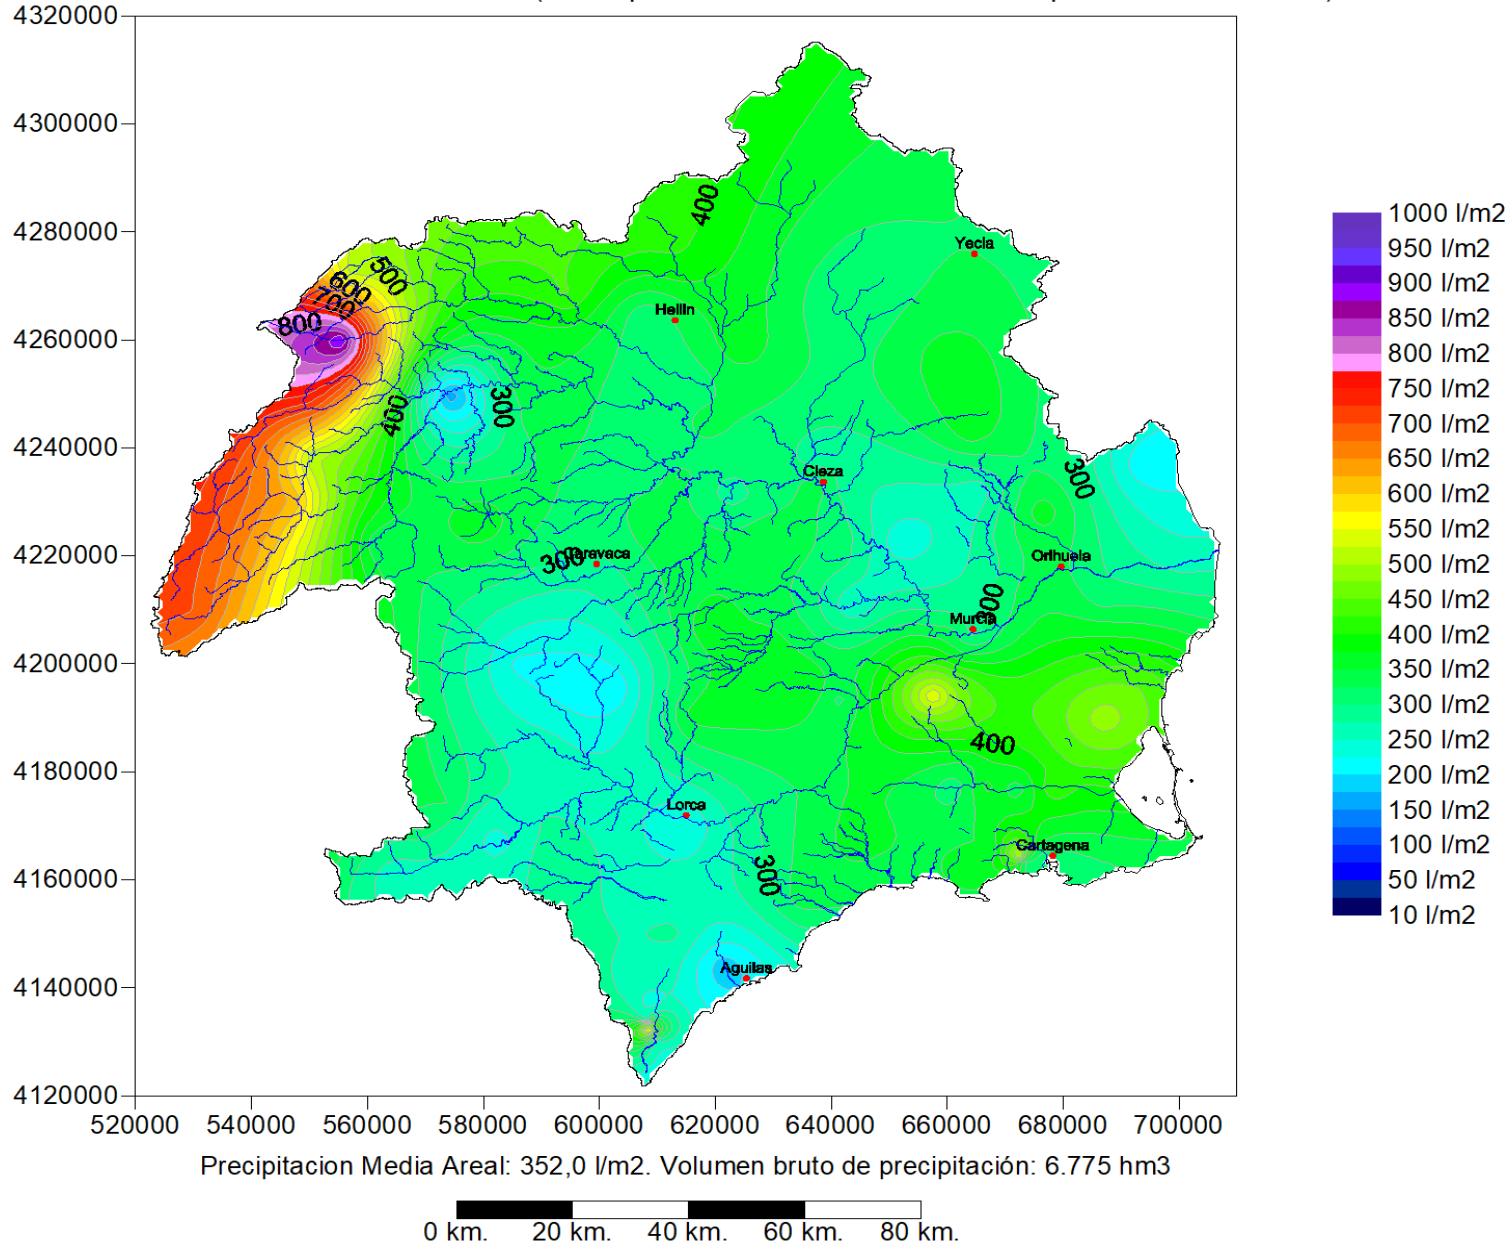 4320000
4300000
4280000
4260000
4240000
4220000
4200000
4180000
4160000
4140000
4120000
520000 540000 560000 580000 600000 620000 640000 660000 680000 700000
400
Yecla
500
600
700
800
Hellin
400
300
Cieza
300
300
Caravaca
Orihuela
300
Murcia
400
Lorca
300
Cartagena
Aguilas
1000 l/m2
950 l/m2
900 l/m2
850 l/m2
800 l/m2
750 l/m2
700 l/m2
650 l/m2
600 l/m2
550 l/m2
500 l/m2
450 l/m2
400 l/m2
350 l/m2
300 l/m2
250 l/m2
200 l/m2
150 l/m2
100 l/m2
50 l/m2
10 l/m2
Precipitacion Media Areal: 352,0 l/m2. Volumen bruto de precipitación: 6.775 hm3
0 km. 20 km. 40 km. 60 km. 80 km.